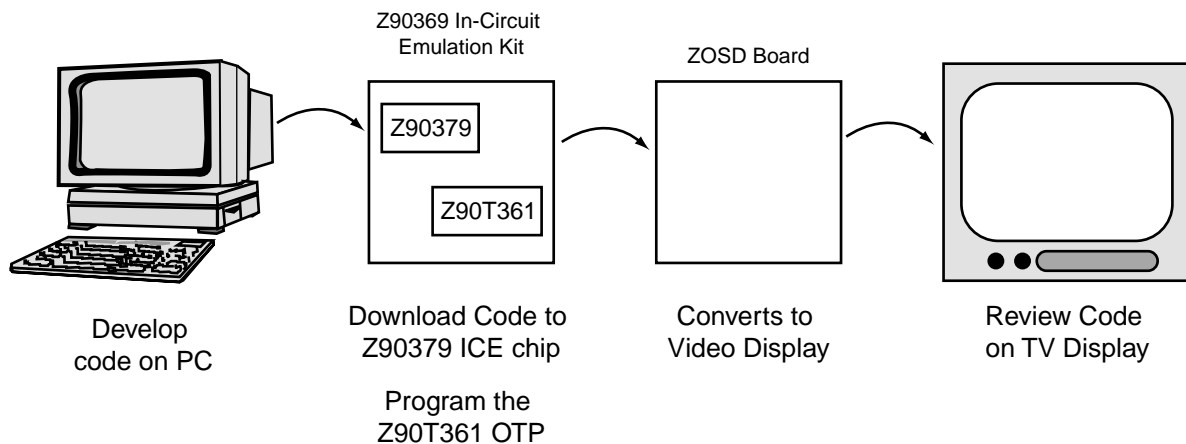 Z90369 In-Circuit
Emulation Kit
ZOSD Board
Z90379
Z90T361
Develop
code on PC
Download Code to
Z90379 ICE chip
Program the
Z90T361 OTP
Converts to
Video Display
Review Code
on TV Display